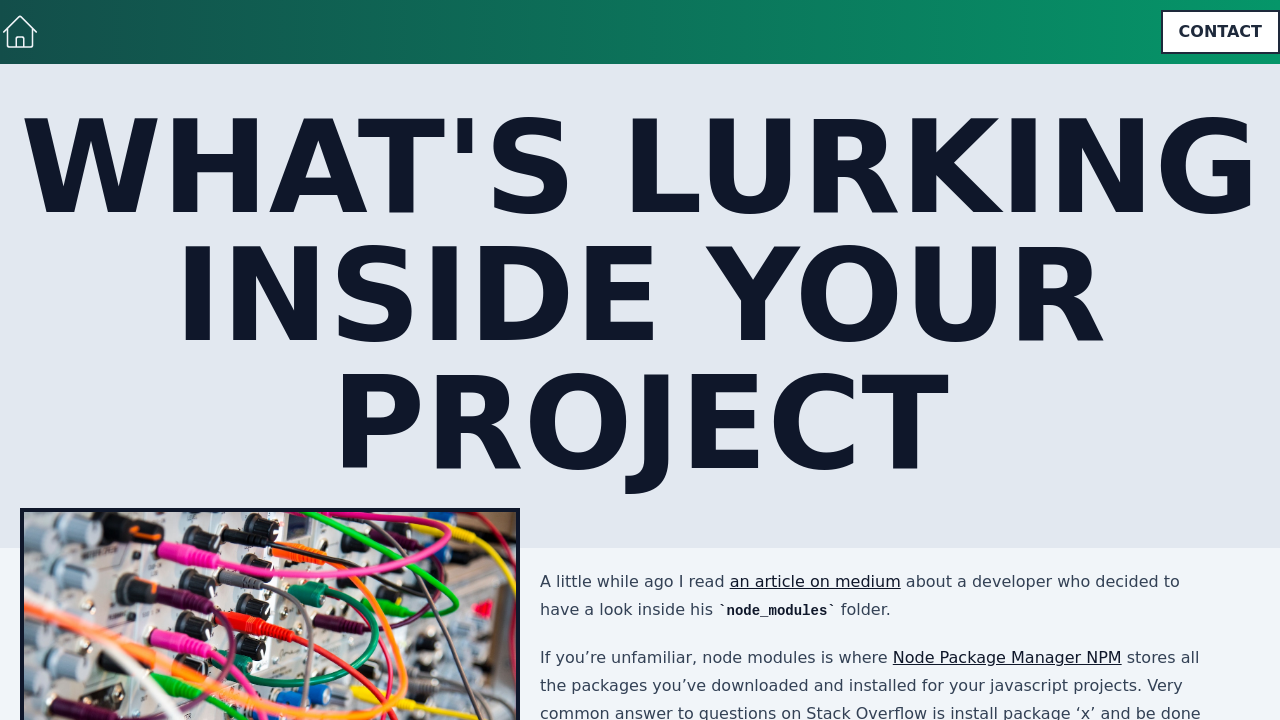 CONTACT
WHAT'S LURKING
INSIDE YOUR
PROJECT
A little while ago I read an article on medium about a developer who decided to
have a look inside his `node_modules` folder.
If you’re unfamiliar, node modules is where Node Package Manager NPM stores all
the packages you’ve downloaded and installed for your javascript projects. Very
common answer to questions on Stack Overflow is install package ‘x’ and be done